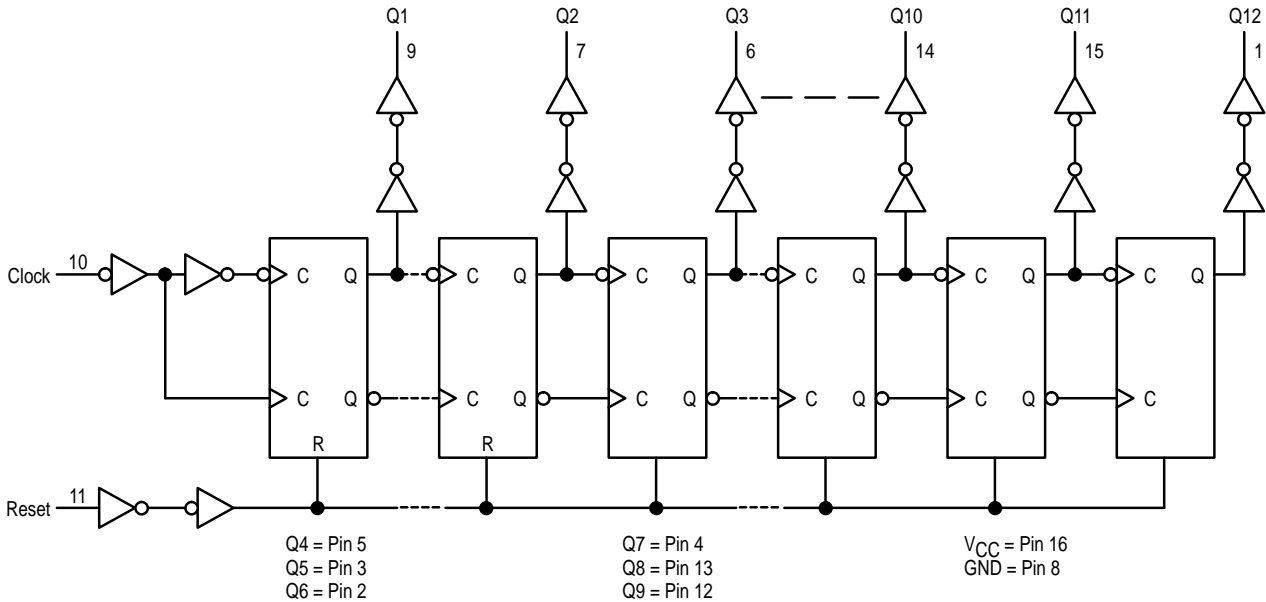 Q1 Q2 Q3 Q10 Q11 Q12
9 7 6 14 15 1
Clock 10 C Q C Q C Q C Q C Q C Q
C Q C Q C Q C Q C Q C
R R
Reset 11
Q4 = Pin 5
Q5 = Pin 3
Q6 = Pin 2
Q7 = Pin 4
Q8 = Pin 13
Q9 = Pin 12
VCC = Pin 16
GND = Pin 8